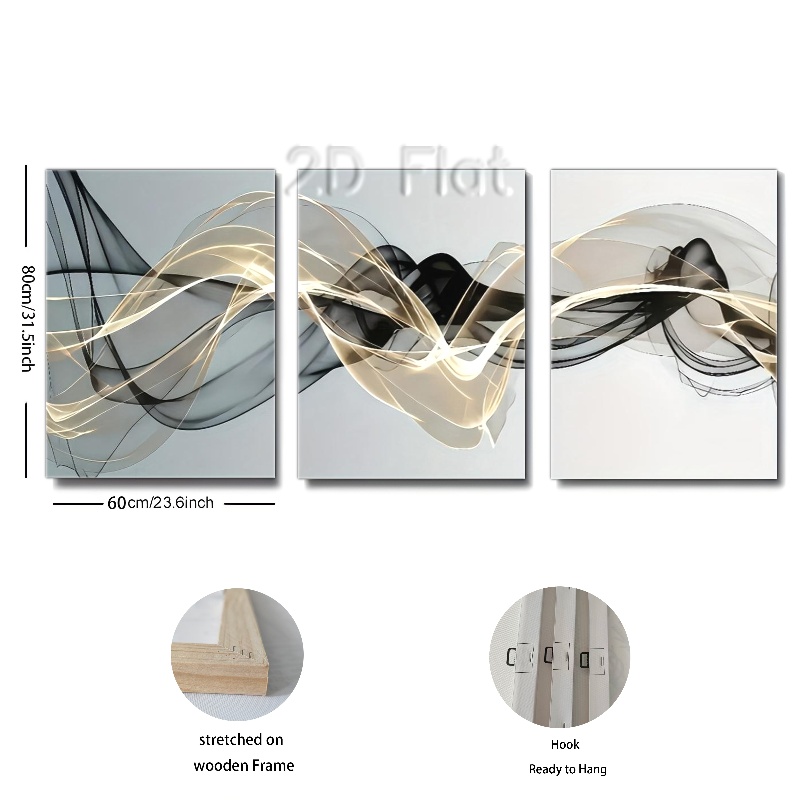 2D Flat
80cm/31.5inch
60cm/23.6inch
stretched on
wooden Frame
Hook
Ready to Hang